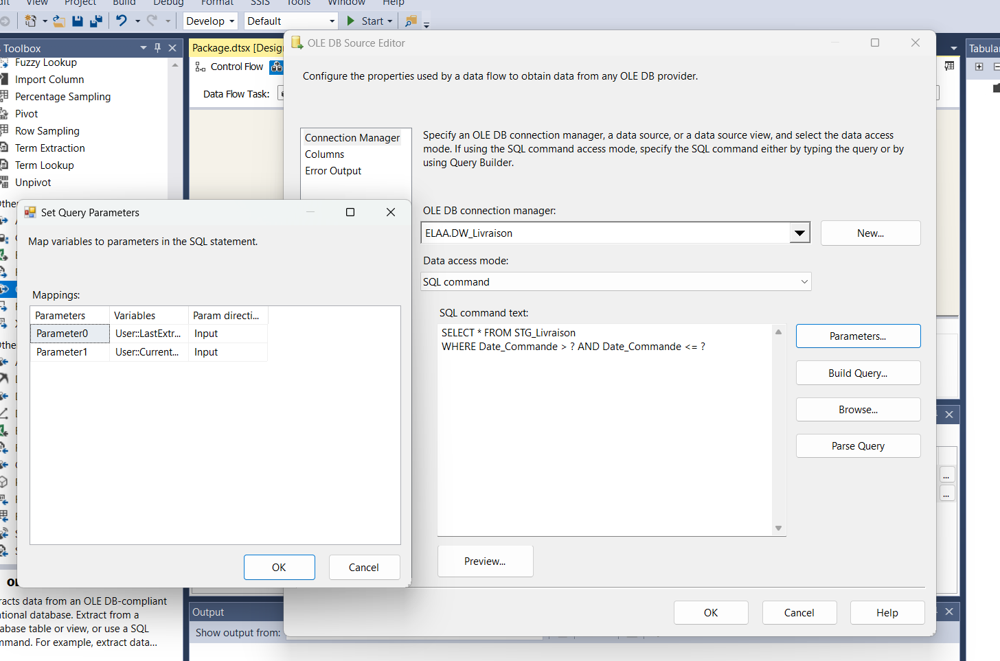 View Project Build Debug Format SSIS Tools Window Help
Develop Default Start
Toolbox
Fuzzy Lookup
Import Column
Percentage Sampling
Pivot
Row Sampling
Term Extraction
Term Lookup
Unpivot
Package.dtsx [Desig
Control Flow
Data Flow Task:
Tabular
OLE DB Source Editor
Configure the properties used by a data flow to obtain data from any OLE DB provider.
Connection Manager
Columns
Error Output
Specify an OLE DB connection manager, a data source, or a data source view, and select the data access
mode. If using the SQL command access mode, specify the SQL command either by typing the query or by
using Query Builder.
OLE DB connection manager:
ELAA.DW_Livraison
New...
Data access mode:
SQL command
SQL command text:
SELECT * FROM STG_Livraison
WHERE Date_Commande > ? AND Date_Commande <= ?
Parameters...
Build Query...
Browse...
Parse Query
Preview...
OK Cancel Help
Set Query Parameters
Map variables to parameters in the SQL statement.
Mappings:
Parameters Variables Param directi...
Parameter0 User::LastExtr... Input
Parameter1 User::Current... Input
OK Cancel
...
...
racts data from an OLE DB-compliant
ational database. Extract from a
abase table or view, or use a SQL
mmand. For example, extract data...
Output
Show output from: